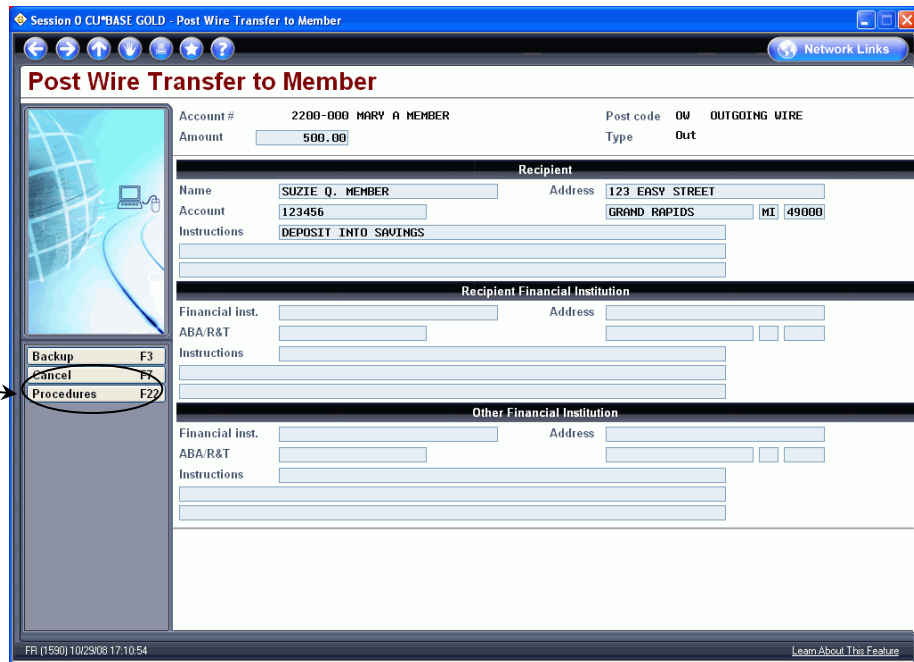 Session 0 CU*BASE GOLD - Post Wire Transfer to Member
Network Links
Post Wire Transfer to Member
Account # 2200-000 MARY A MEMBER Post code OW OUTGOING WIRE
Amount 500.00 Type Out
Recipient
Name SUZIE Q. MEMBER Address 123 EASY STREET
Account 123456 GRAND RAPIDS MI 49000
Instructions DEPOSIT INTO SAVINGS
Recipient Financial Institution
Financial inst. Address
ABA/R&T
Instructions
Backup F3
Cancel F7
Procedures F22
Other Financial Institution
Financial inst. Address
ABA/R&T
Instructions
FR (1590) 10/29/08 17:10:54 Learn About This Feature